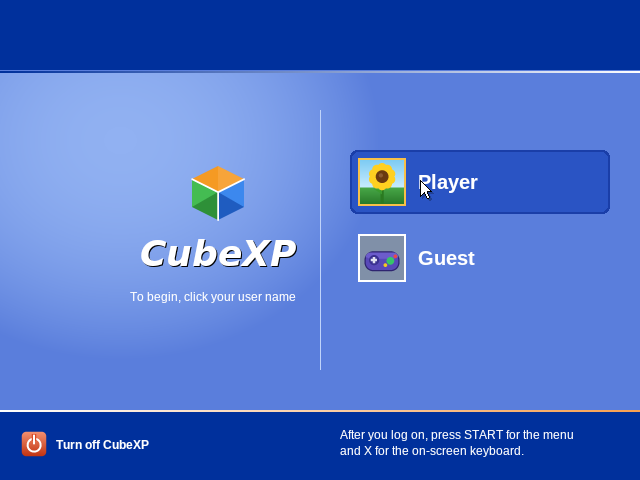 CubeXP
To begin, click your user name
Player
Guest
Turn off CubeXP
After you log on, press START for the menu
and X for the on-screen keyboard.